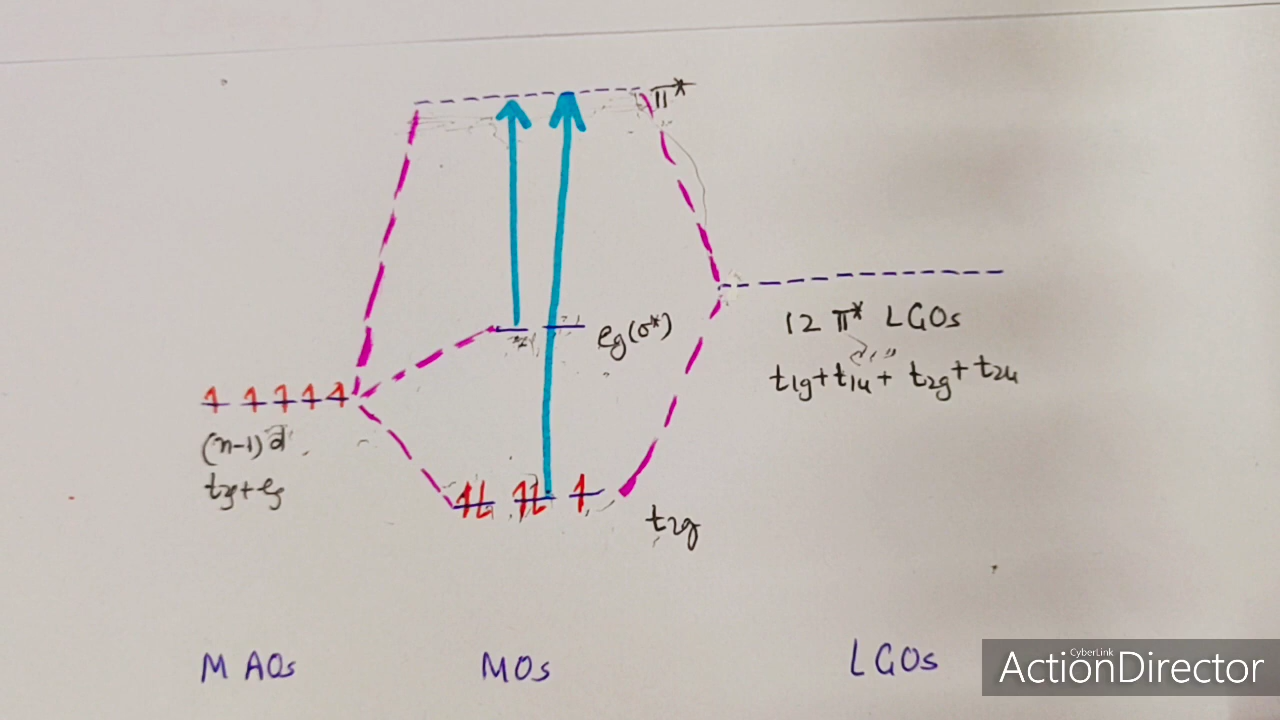 π*
eg(σ*)
12 π* LGOs
t1g+t1u+ t2g+t2u
(n-1)d
t2g+eg
t2g
M AOs
MOs
LGOs
CyberLink
ActionDirector